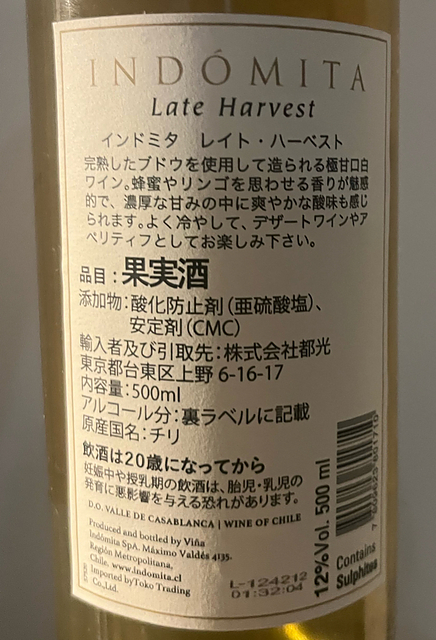 INDÓMITA
Late Harvest
インドミタ レイト・ハーベスト
完熟したブドウを使用して造られる極甘口白
ワイン。蜂蜜やリンゴを思わせる香りが魅惑
的で、濃厚な甘みの中に爽やかな酸味も感じ
られます。よく冷やして、デザートワインやア
ペリティフとしてお楽しみ下さい。
品目：果実酒
添加物：酸化防止剤（亜硫酸塩）、
安定剤（CMC）
輸入者及び引取先：株式会社都光
東京都台東区上野 6-16-17
内容量：500ml
アルコール分：裏ラベルに記載
原産国名：チリ
飲酒は20歳になってから
妊娠中や授乳期の飲酒は、胎児・乳児の
発育に悪影響を与える恐れがあります。
D.O. VALLE DE CASABLANCA | WINE OF CHILE
Produced and bottled by Viña
Indómita SpA. Máximo Valdés 4135.
Región Metropolitana,
Chile. www.indomita.cl
Imported by Toko Trading
Co., Ltd.
L-124212
01:32:04
12%Vol. 500 ml
Contains
Sulphites